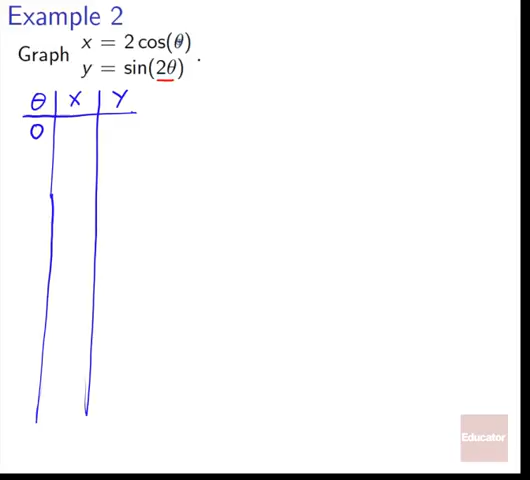 Example 2
Graph x = 2 cos(θ)
y = sin(2θ) .
θ x y
0
Educator